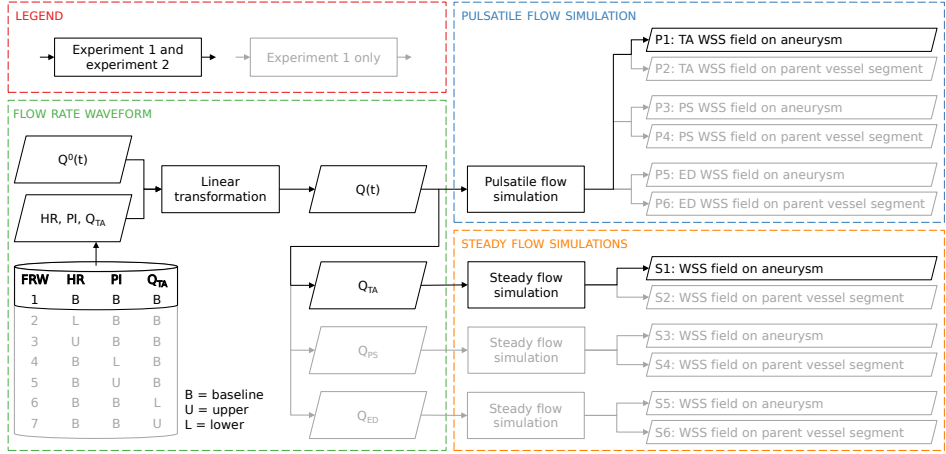 LEGEND
Experiment 1 and
experiment 2
Experiment 1 only
FLOW RATE WAVEFORM
Q⁰(t)
HR, PI, Q_TA
Linear
transformation
Q(t)
FRW HR PI Q_TA
1 B B B
2 L B B
3 U B B
4 B L B
5 B U B
6 B B L
7 B B U
B = baseline
U = upper
L = lower
Q_TA
Q_PS
Q_ED
PULSATILE FLOW SIMULATION
Pulsatile flow
simulation
P1: TA WSS field on aneurysm
P2: TA WSS field on parent vessel segment
P3: PS WSS field on aneurysm
P4: PS WSS field on parent vessel segment
P5: ED WSS field on aneurysm
P6: ED WSS field on parent vessel segment
STEADY FLOW SIMULATIONS
Steady flow
simulation
S1: WSS field on aneurysm
S2: WSS field on parent vessel segment
Steady flow
simulation
S3: WSS field on aneurysm
S4: WSS field on parent vessel segment
Steady flow
simulation
S5: WSS field on aneurysm
S6: WSS field on parent vessel segment